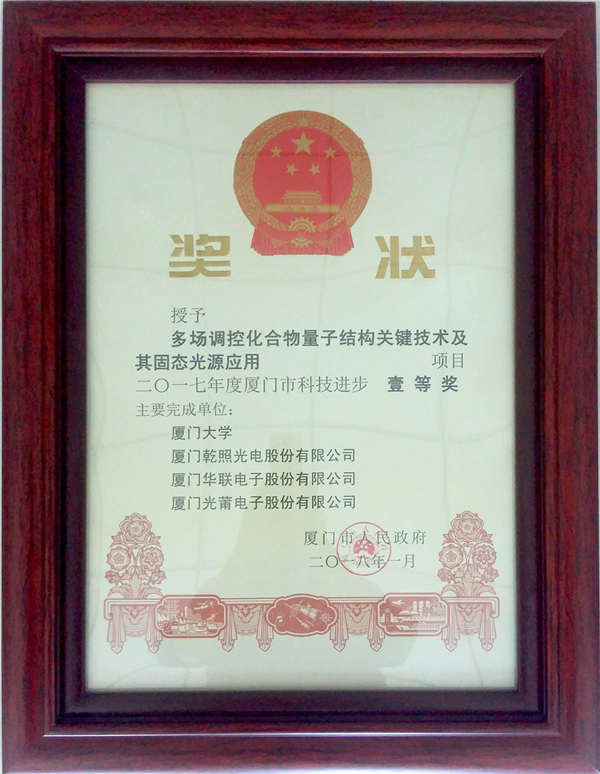 奖 状
授予
多场调控化合物量子结构关键技术及
其固态光源应用 项目
二〇一七年度厦门市科技进步 壹等奖
主要完成单位：
厦门大学
厦门乾照光电股份有限公司
厦门华联电子股份有限公司
厦门光莆电子股份有限公司
厦门市人民政府
二〇一八年一月